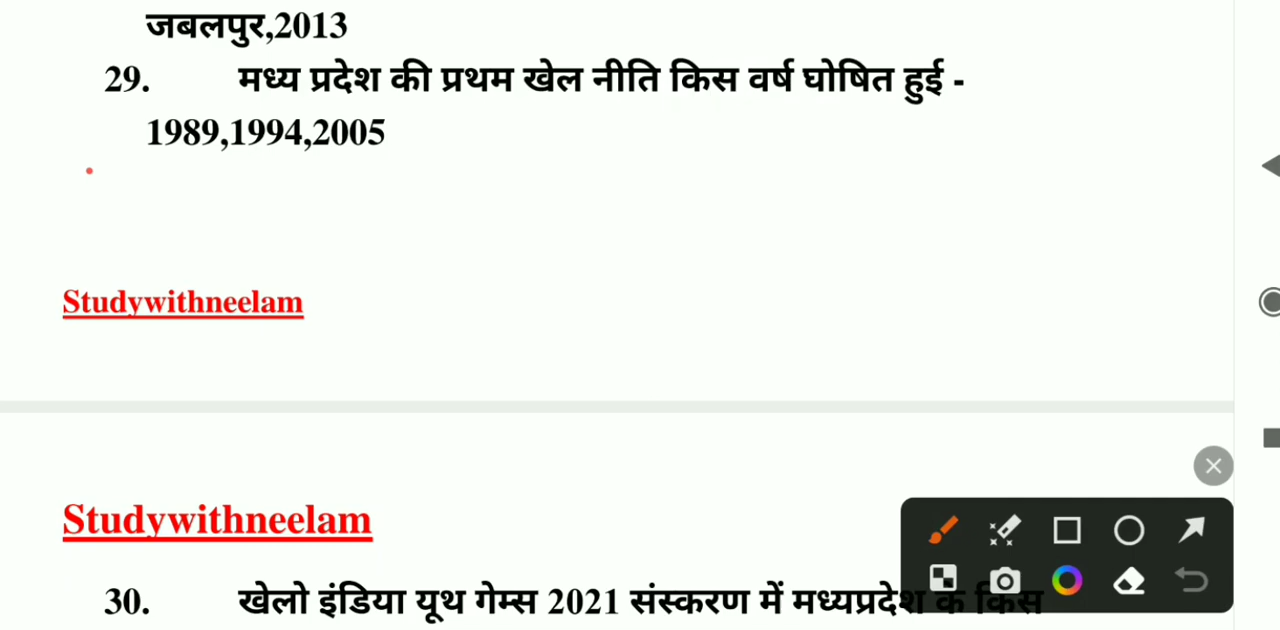 जबलपुर,2013
29. मध्य प्रदेश की प्रथम खेल नीति किस वर्ष घोषित हुई -
1989,1994,2005
Studywithneelam
Studywithneelam
30. खेलो इंडिया यूथ गेम्स 2021 संस्करण में मध्यप्रदेश के किस